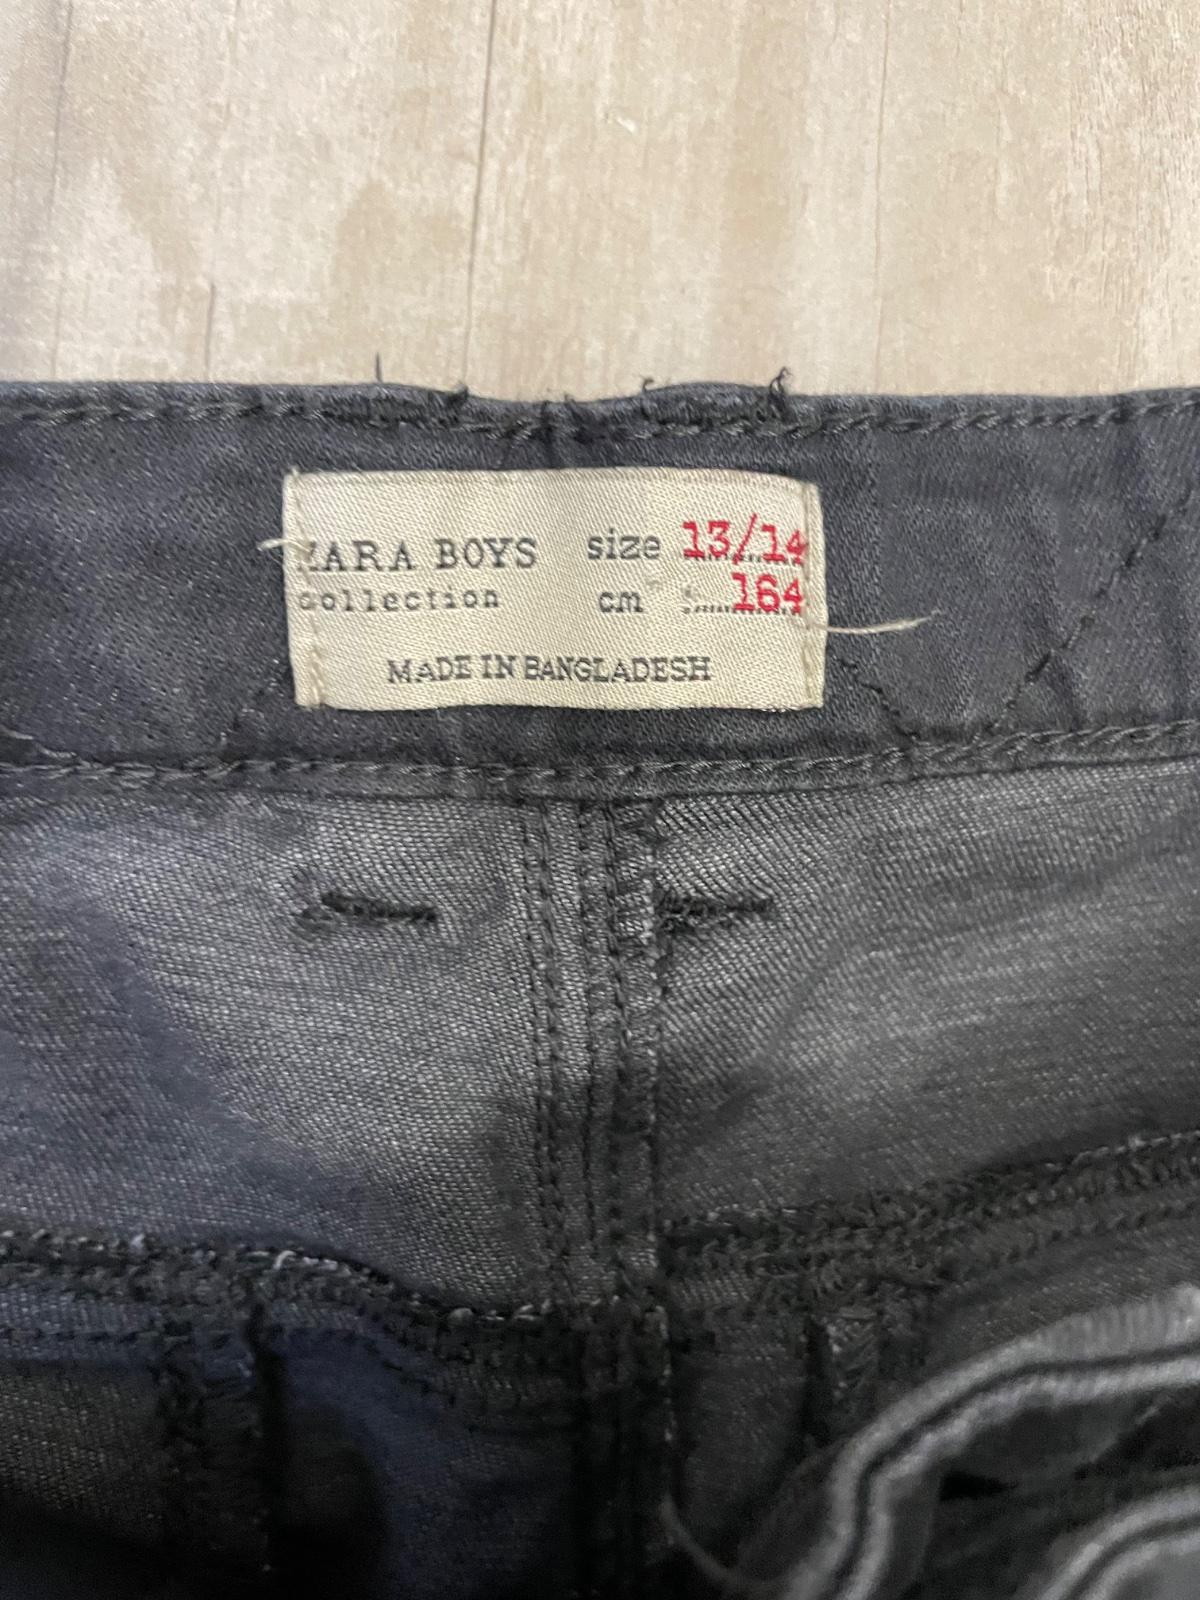 ZARA BOYS size 13/14
collection cm 164
MADE IN BANGLADESH